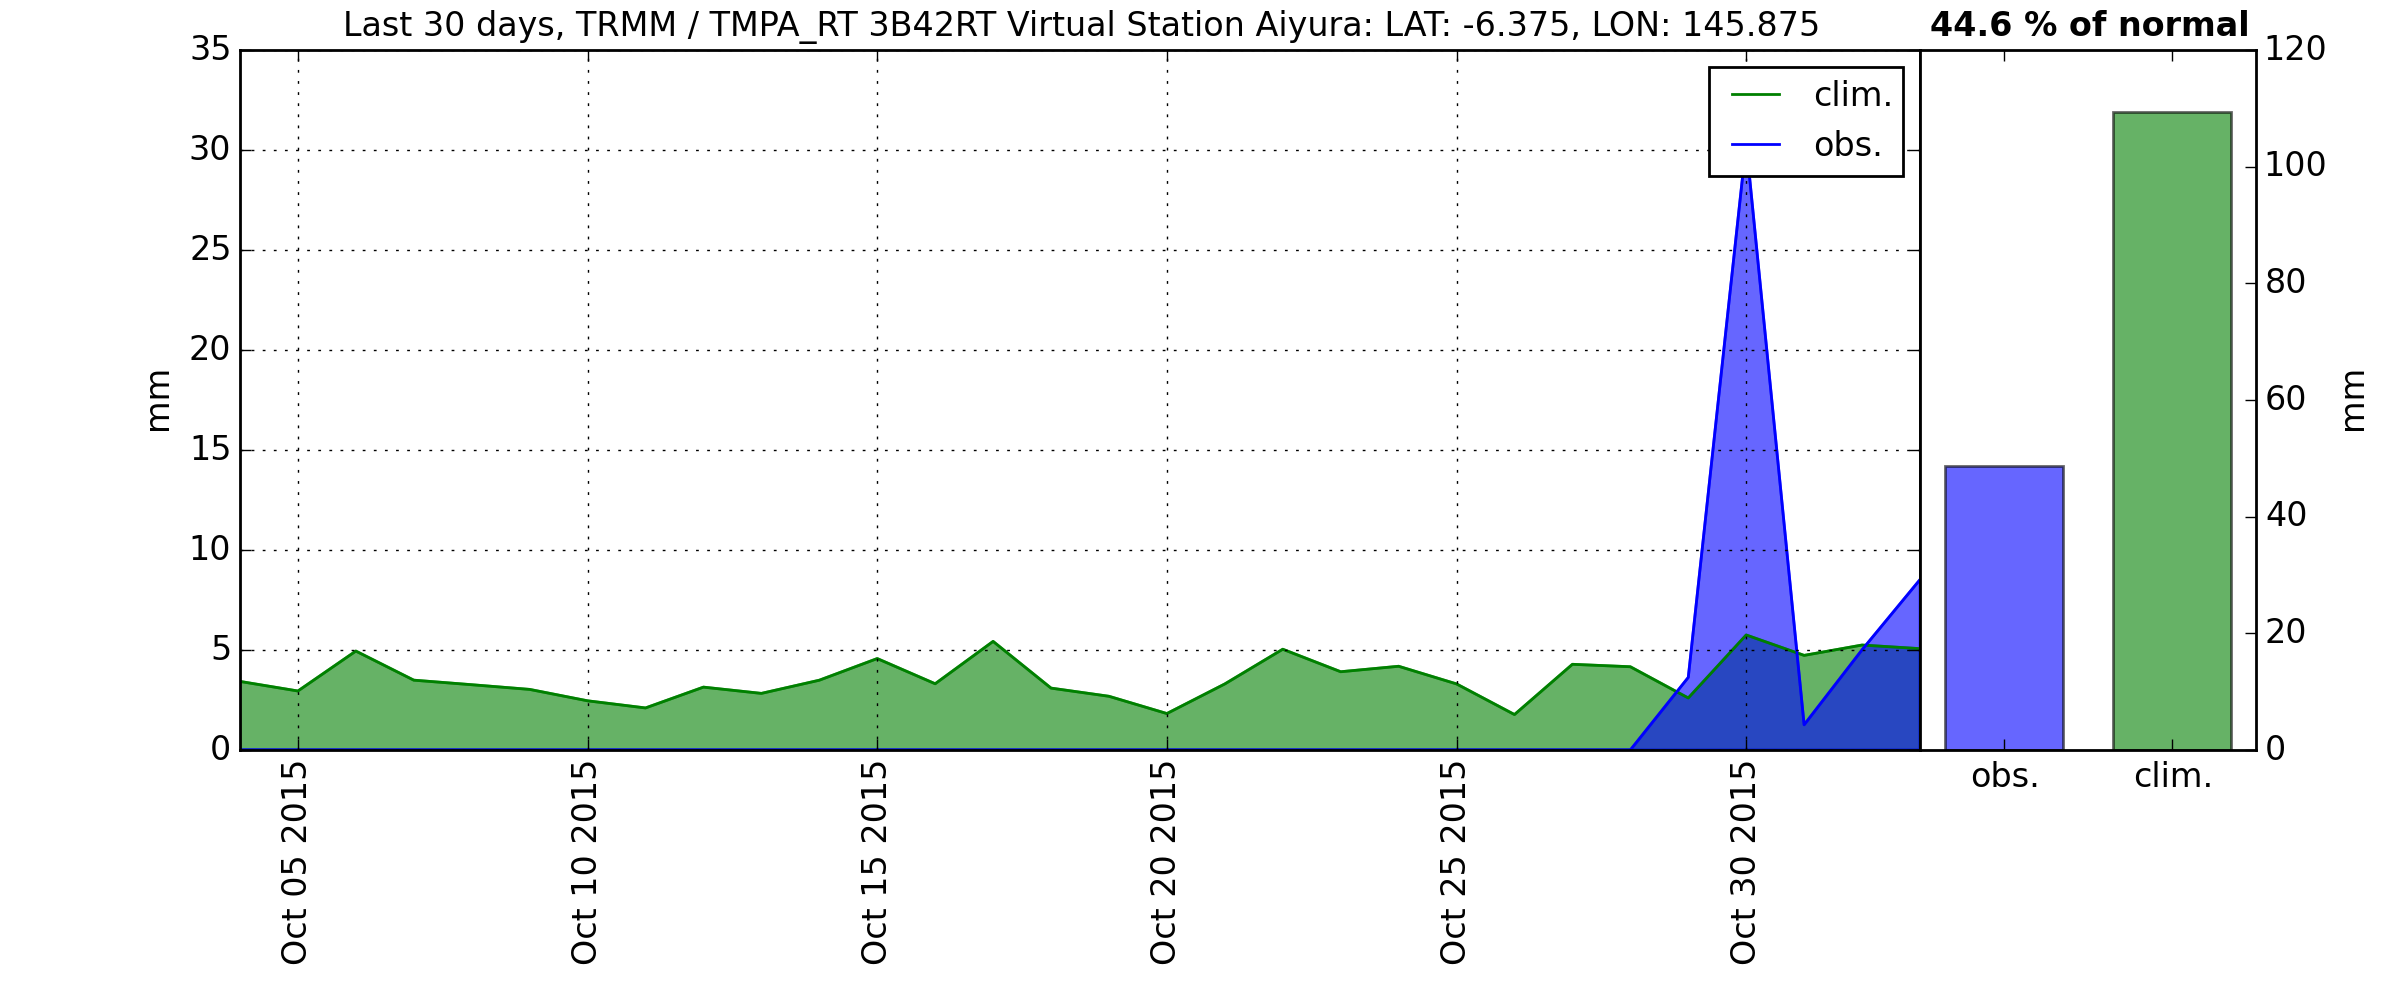 Last 30 days, TRMM / TMPA_RT 3B42RT Virtual Station Aiyura: LAT: -6.375, LON: 145.875
44.6 % of normal
35
30
25
20
15
10
5
0
mm
clim.
obs.
Oct 05 2015
Oct 10 2015
Oct 15 2015
Oct 20 2015
Oct 25 2015
Oct 30 2015
obs.
clim.
120
100
80
60
40
20
0
mm